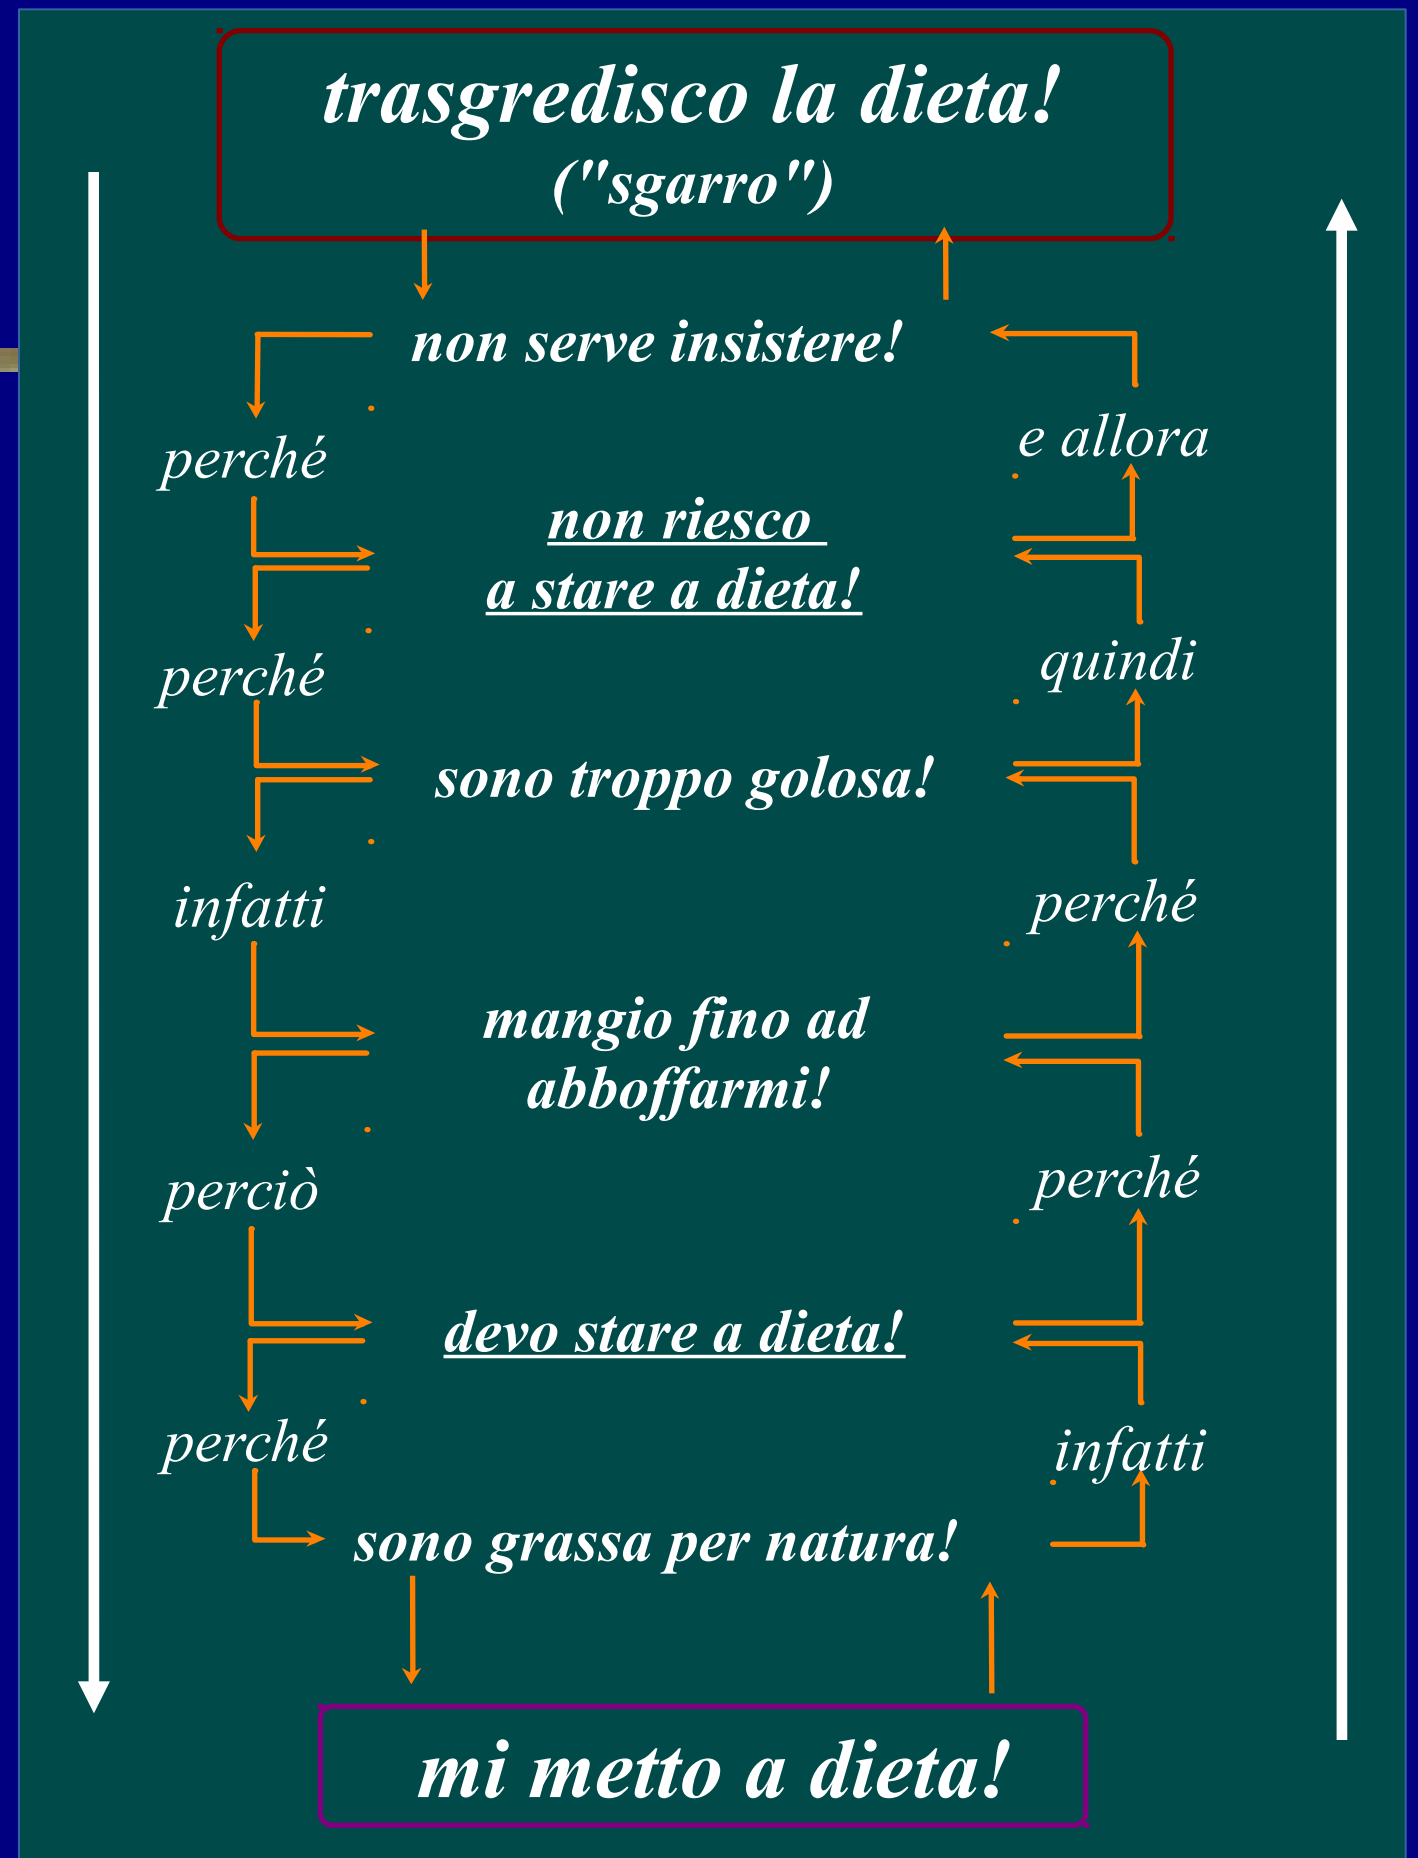 trasgredisco la dieta!
("sgarro")
non serve insistere!
perché
e allora
non riesco
a stare a dieta!
perché
quindi
sono troppo golosa!
infatti
perché
mangio fino ad
abboffarmi!
perciò
perché
devo stare a dieta!
perché
infatti
sono grassa per natura!
mi metto a dieta!